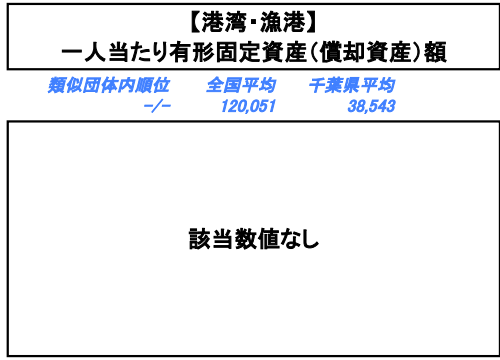 【港湾・漁港】
一人当たり有形固定資産（償却資産）額
類似団体内順位 全国平均 千葉県平均
-/- 120,051 38,543
該当数値なし